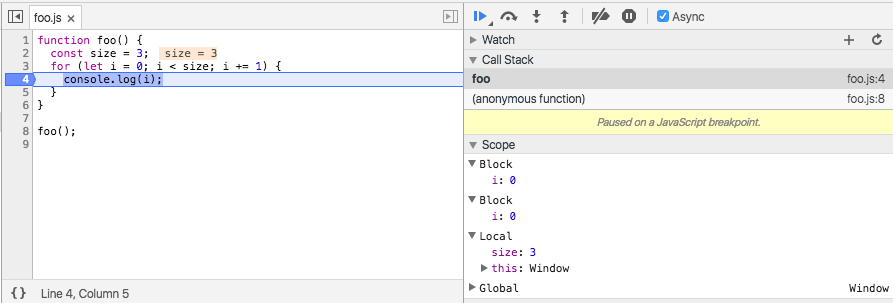 foo.js ×
1 function foo() {
2 const size = 3; size = 3
3 for (let i = 0; i < size; i += 1) {
4 console.log(i);
5 }
6 }
7
8 foo();
9
{} Line 4, Column 5
Async
Watch
Call Stack
foo foo.js:4
(anonymous function) foo.js:8
Paused on a JavaScript breakpoint.
Scope
Block
i: 0
Block
i: 0
Local
size: 3
this: Window
Global Window